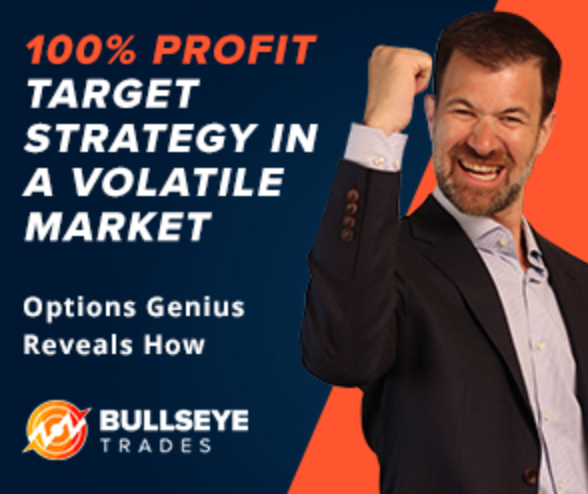 100% PROFIT
TARGET
STRATEGY IN
A VOLATILE
MARKET
Options Genius
Reveals How
BULLSEYE
TRADES